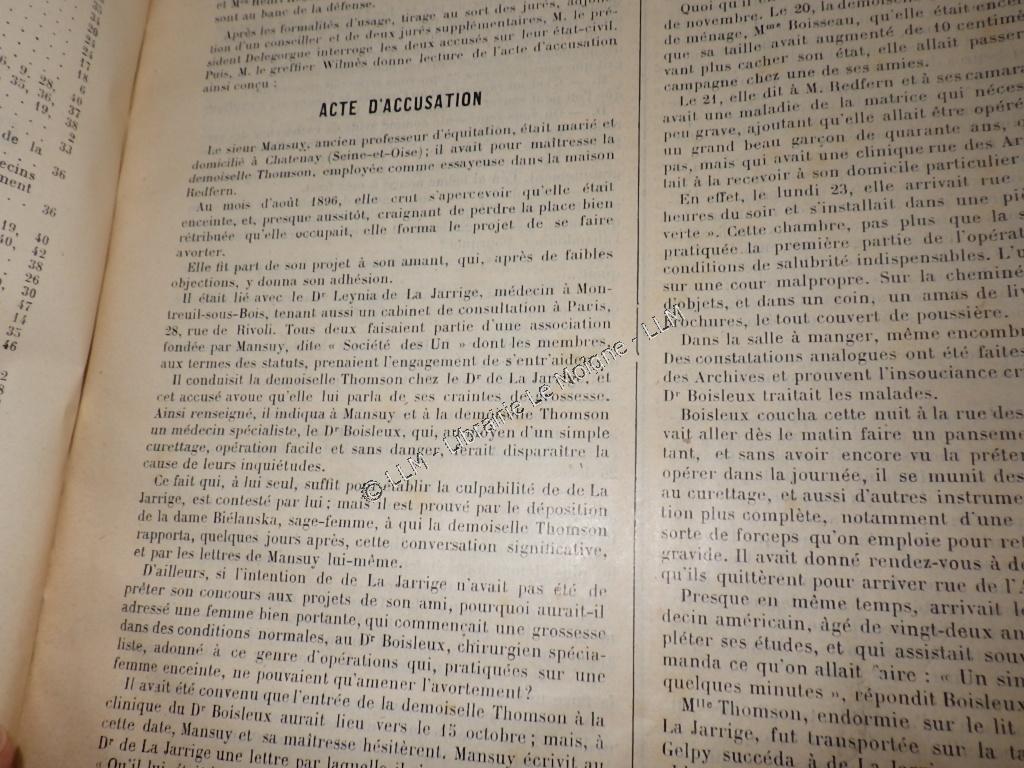 sont au banc de la défense.
Après les formalités d'usage, tirage au sort des jurés, adjonc-
tion d'un conseiller et de deux jurés supplémentaires, M. le pré-
sident Delegorge interroge les deux accusés sur leur état-civil.
Puis, M. le greffier Wilmès donne lecture de l'acte d'accusation
ainsi conçu :
ACTE D'ACCUSATION
Le sieur Mansuy, ancien professeur d'équitation, était marié et
domicilié à Chatenay (Seine-et-Oise) ; il avait pour maîtresse la
demoiselle Thomson, employée comme essayeuse dans la maison
Redfern.
Au mois d'août 1896, elle crut s'apercevoir qu'elle était
enceinte, et, presque aussitôt, craignant de perdre la place bien
rétribuée qu'elle occupait, elle forma le projet de se faire
avorter.
Elle fit part de son projet à son amant, qui, après de faibles
objections, y donna son adhésion.
Il était lié avec le Dr Leynia de La Jarrige, médecin à Mon-
treuil-sous-Bois, tenant aussi un cabinet de consultation à Paris,
28, rue de Rivoli. Tous deux faisaient partie d'une association
fondée par Mansuy, dite « Société des Un » dont les membres,
aux termes des statuts, prenaient l'engagement de s'entr'aider.
Il conduisit la demoiselle Thomson chez le Dr de La Jarrige, et
cet accusé avoue qu'elle lui parla de ses craintes de grossesse.
Ainsi renseigné, il indiqua à Mansuy et à la demoiselle Thomson
un médecin spécialiste, le Dr Boisleux, qui, au moyen d'un simple
curettage, opération facile et sans danger, ferait disparaître la
cause de leurs inquiétudes.
Ce fait qui, à lui seul, suffit pour établir la culpabilité de de La
Jarrige, est contesté par lui ; mais il est prouvé par le déposition
de la dame Biélanska, sage-femme, à qui la demoiselle Thomson
rapporta, quelques jours après, cette conversation significative,
et par les lettres de Mansuy lui-même.
D'ailleurs, si l'intention de de La Jarrige n'avait pas été de
prêter son concours aux projets de son ami, pourquoi aurait-il
adressé une femme bien portante, qui commençait une grossesse
dans des conditions normales, au Dr Boisleux, chirurgien spécia-
liste, adonné à ce genre d'opérations qui, pratiquées sur une
femme enceinte, ne pouvaient qu'amener l'avortement ?
Il avait été convenu que l'entrée de la demoiselle Thomson à la
clinique du Dr Boisleux aurait lieu vers le 15 octobre ; mais, à
cette date, Mansuy et sa maîtresse hésitèrent. Mansuy écrivit au
Dr de La Jarrige une lettre par laquelle il
de novembre. Le 20, la demoiselle
de ménage, Mme Boisseau, qu'elle était encei
que sa taille avait augmenté de 10 centimè
vant plus cacher son état, elle allait passer
campagne chez une de ses amies.
Le 21, elle dit à M. Redfern et à ses camara
avait une maladie de la matrice qui néces
peu grave, ajoutant qu'elle allait être opéré
un grand beau garçon de quarante ans,
pas, mais qui avait une clinique rue des Ar
tait à la recevoir à son domicile particulier
En effet, le lundi 23, elle arrivait rue
heures du soir et s'installait dans une piè
verte ». Cette chambre, pas plus que la s
pratiquée la première partie de l'opérat
conditions de salubrité indispensables. L'u
sur une cour malpropre. Sur la cheminé
d'objets, et dans un coin, un amas de liv
brochures, le tout couvert de poussière.
Dans la salle à manger, même encomb
Des constatations analogues ont été faites
des Archives et prouvent l'insouciance
Dr Boisleux traitait les malades.
Boisleux coucha cette nuit à la rue des
vait aller dès le matin faire un panseme
tant, et sans avoir encore vu la préten
opérer dans la journée, il se munit des
au curettage, et aussi d'autres instrume
tion plus complète, notamment d'une
sorte de forceps qu'on emploie pour ret
gravide. Il avait donné rendez-vous à
qu'ils quittèrent pour arriver rue de l'A
Presque en même temps, arrivait le
decin américain, âgé de vingt-deux an
pléter ses études, et qui assistait souv
manda ce qu'on allait faire : « Un sim
quelques minutes », répondit Boisleux
Mlle Thomson, endormie sur le lit
La Jarrige, fut transportée sur la ta
Gelpy succéda à de La Jarrige
© LLM - Librairie Le Moigne - LLM